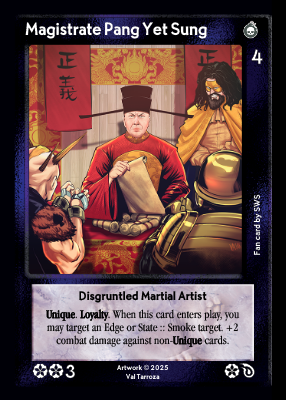 Magistrate Pang Yet Sung
4
正義
正義
Fan card by SWS
Disgruntled Martial Artist
Unique. Loyalty. When this card enters play, you
may target an Edge or State :: Smoke target. +2
combat damage against non-Unique cards.
3
Artwork © 2025
Val Tarroza